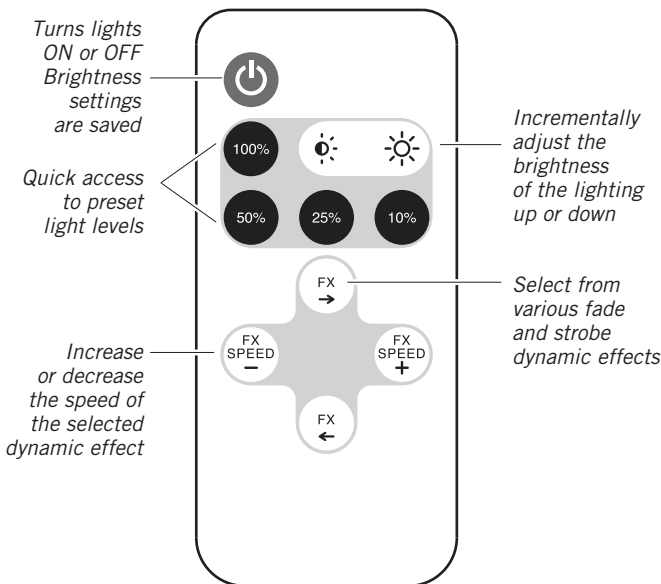 Turns lights
ON or OFF
Brightness
settings
are saved
100%
Incrementally
adjust the
brightness
of the lighting
up or down
Quick access
to preset
light levels
50% 25% 10%
FX
→
Select from
various fade
and strobe
dynamic effects
Increase
or decrease
the speed of
the selected
dynamic effect
FX
SPEED
−
FX
SPEED
+
FX
←